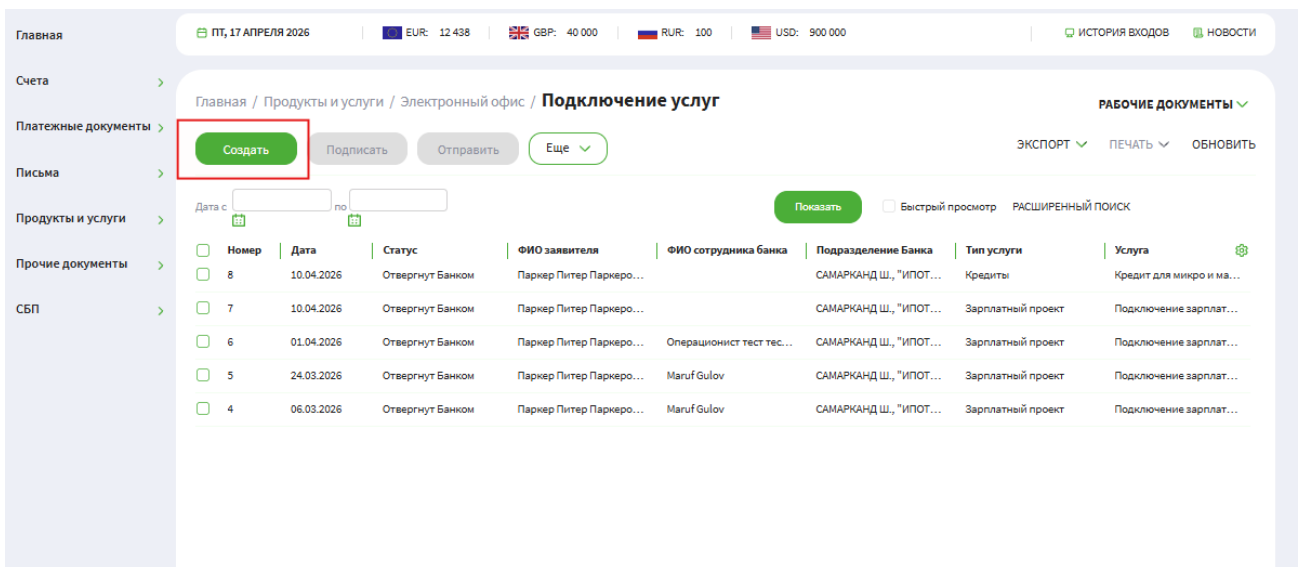 Главная
ПТ, 17 АПРЕЛЯ 2026 EUR: 12 438 GBP: 40 000 RUR: 100 USD: 900 000 ИСТОРИЯ ВХОДОВ НОВОСТИ
Счета
Платежные документы
Письма
Продукты и услуги
Прочие документы
СБП
Главная / Продукты и услуги / Электронный офис / Подключение услуг РАБОЧИЕ ДОКУМЕНТЫ
Создать Подписать Отправить Еще ЭКСПОРТ ПЕЧАТЬ ОБНОВИТЬ
Дата с по Показать Быстрый просмотр РАСШИРЕННЫЙ ПОИСК
Номер Дата Статус ФИО заявителя ФИО сотрудника банка Подразделение Банка Тип услуги Услуга
8 10.04.2026 Отвергнут Банком Паркер Питер Паркеро... САМАРКАНД Ш., "ИПОТ... Кредиты Кредит для микро и ма...
7 10.04.2026 Отвергнут Банком Паркер Питер Паркеро... САМАРКАНД Ш., "ИПОТ... Зарплатный проект Подключение зарплат...
6 01.04.2026 Отвергнут Банком Паркер Питер Паркеро... Операционист тест тес... САМАРКАНД Ш., "ИПОТ... Зарплатный проект Подключение зарплат...
5 24.03.2026 Отвергнут Банком Паркер Питер Паркеро... Maruf Gulov САМАРКАНД Ш., "ИПОТ... Зарплатный проект Подключение зарплат...
4 06.03.2026 Отвергнут Банком Паркер Питер Паркеро... Maruf Gulov САМАРКАНД Ш., "ИПОТ... Зарплатный проект Подключение зарплат...